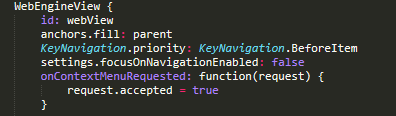 WebEngineView {
id: webView
anchors.fill: parent
KeyNavigation.priority: KeyNavigation.BeforeItem
settings.focusOnNavigationEnabled: false
onContextMenuRequested: function(request) {
request.accepted = true
}